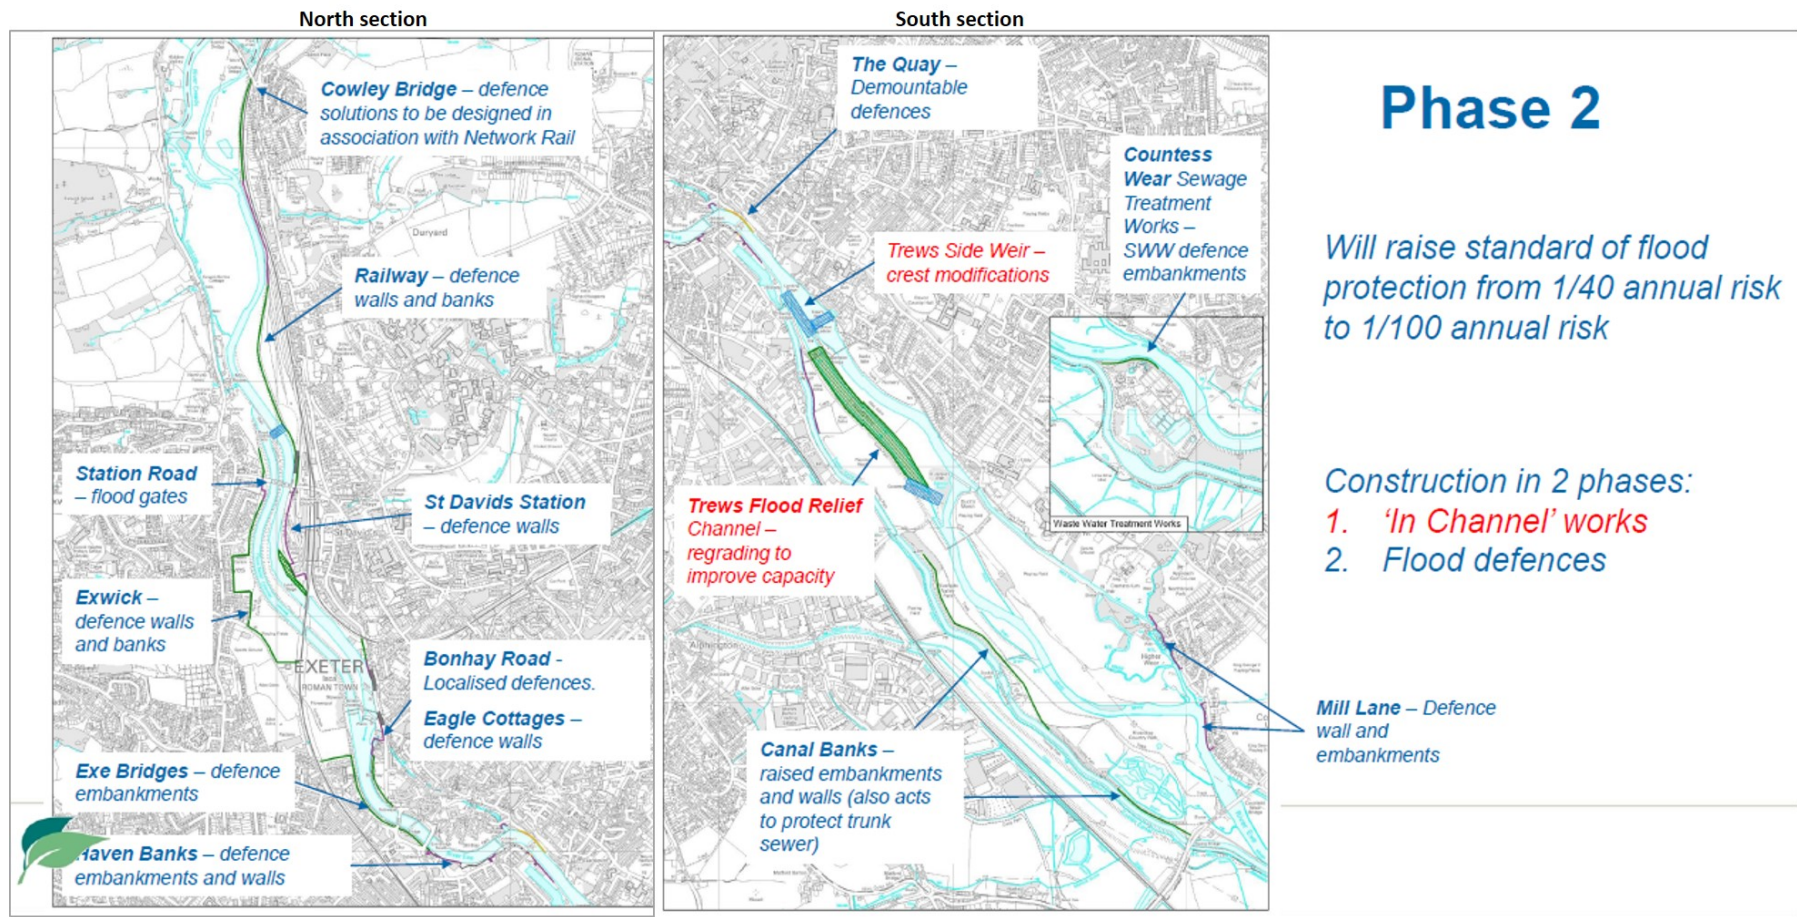 North section
South section
Cowley Bridge – defence
solutions to be designed in
association with Network Rail
Duryard
Railway – defence
walls and banks
Station Road
– flood gates
St Davids Station
– defence walls
Exwick –
defence walls
and banks
EXETER
ROMAN TOWN
Bonhay Road -
Localised defences.
Eagle Cottages –
defence walls
Exe Bridges – defence
embankments
Haven Banks – defence
embankments and walls
The Quay –
Demountable
defences
Countess
Wear Sewage
Treatment
Works –
SWW defence
embankments
Trews Side Weir –
crest modifications
Waste Water Treatment Works
Trews Flood Relief
Channel –
regrading to
improve capacity
Alphington
Higher
Wear
Canal Banks –
raised embankments
and walls (also acts
to protect trunk
sewer)
Mill Lane – Defence
wall and
embankments
Phase 2
Will raise standard of flood
protection from 1/40 annual risk
to 1/100 annual risk
Construction in 2 phases:
1. ‘In Channel’ works
2. Flood defences